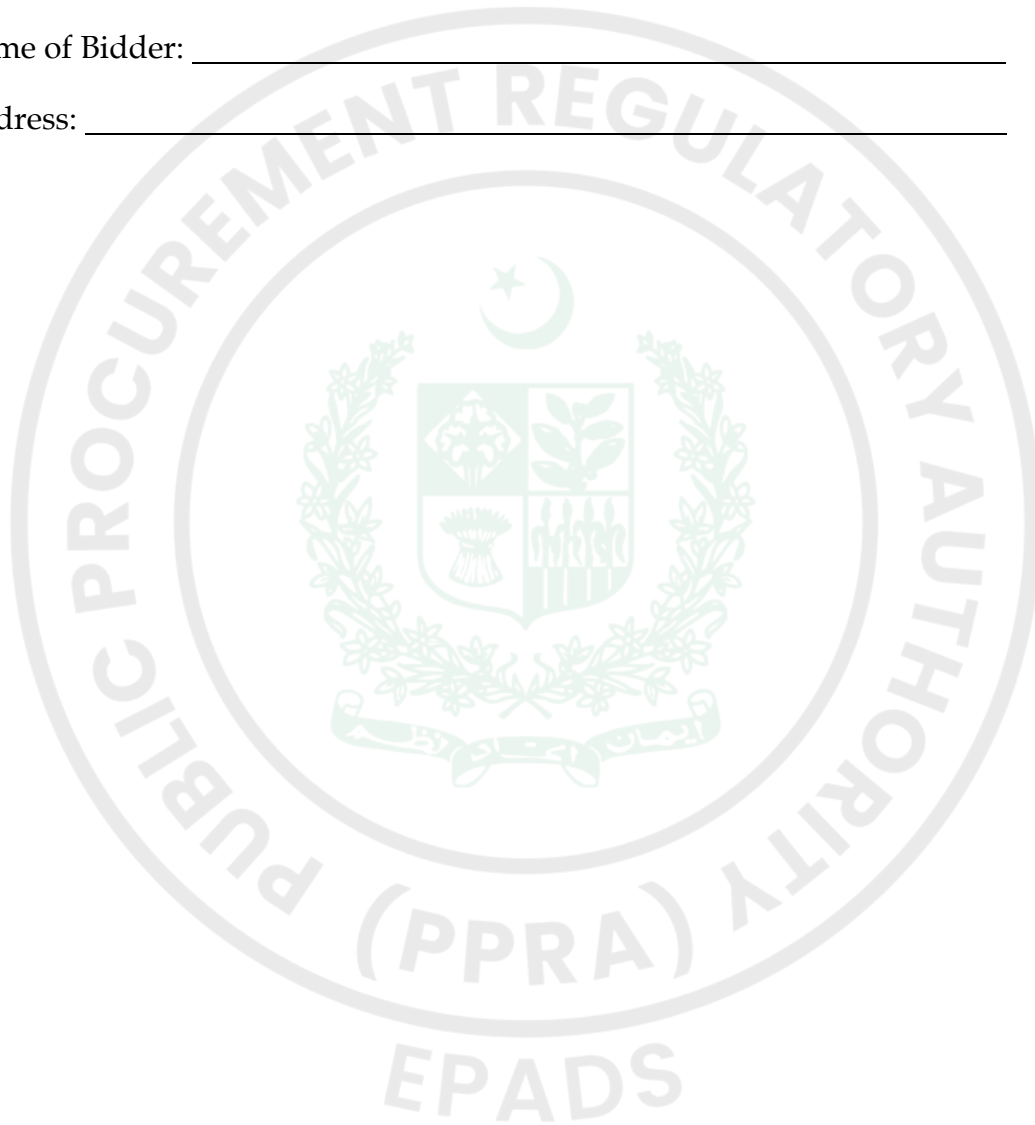 me of Bidder:
dress:
PUBLIC PROCUREMENT REGULATORY AUTHORITY
(PPRA)
EPADS